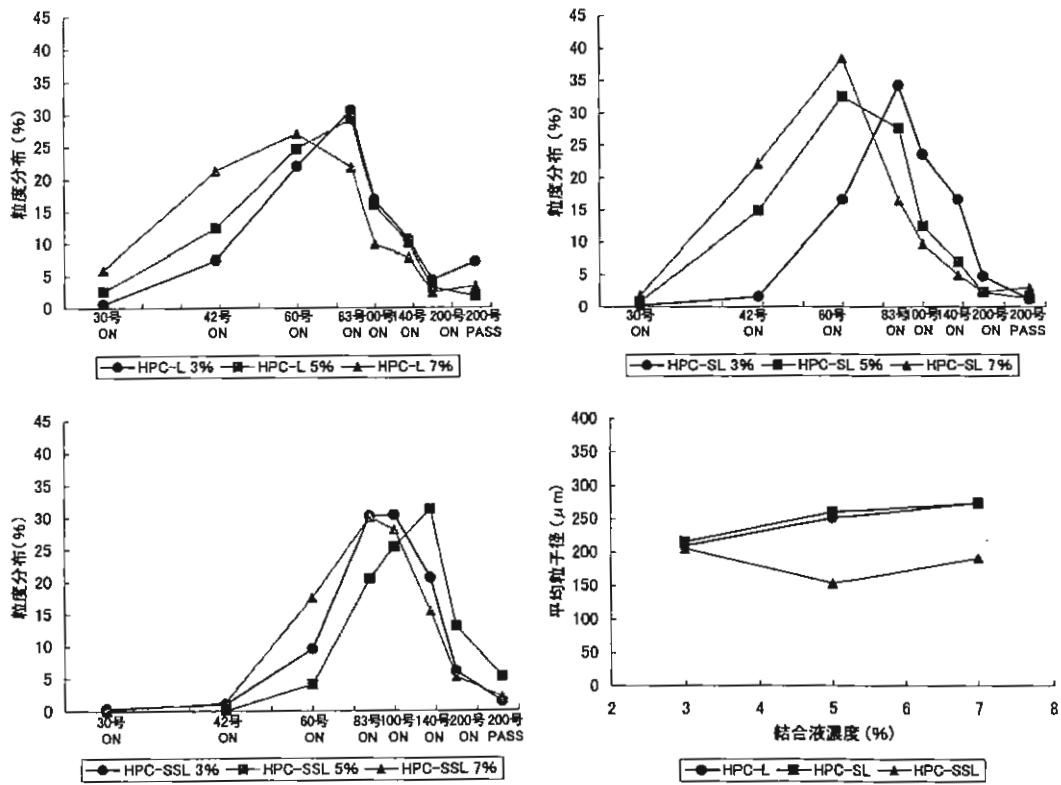 粒度分布 (%)
45
40
35
30
25
20
15
10
5
0
30号 42号 60号 63号 100号 140号 200号 200号
ON ON ON ON ON ON ON PASS
HPC-L 3% HPC-L 5% HPC-L 7%
粒度分布 (%)
45
40
35
30
25
20
15
10
5
0
30号 42号 60号 83号 100号 140号 200号 200号
ON ON ON ON ON ON ON PASS
HPC-SL 3% HPC-SL 5% HPC-SL 7%
粒度分布 (%)
45
40
35
30
25
20
15
10
5
0
30号 42号 60号 83号 100号 140号 200号 200号
ON ON ON ON ON ON ON PASS
HPC-SSL 3% HPC-SSL 5% HPC-SSL 7%
平均粒子径 (μm)
400
350
300
250
200
150
100
50
0
2 3 4 5 6 7 8
結合液濃度 (%)
HPC-L HPC-SL HPC-SSL